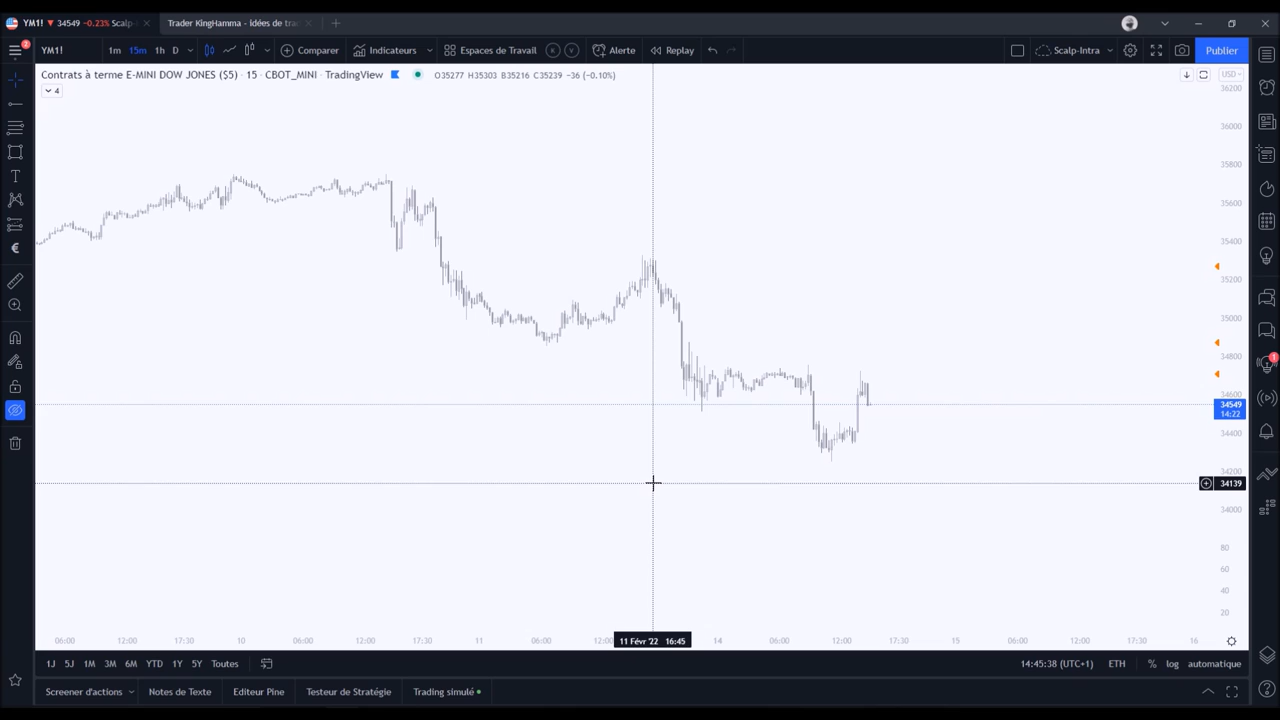 YM1! ▼ 34549 −0.23% Scalp
Trader KingHamma - Idées de tra
2
YM1!
1m 15m 1h D
Comparer
Indicateurs
Espaces de Travail
Alerte
Replay
Scalp-Intra
Publier
Contrats à terme E-MINI DOW JONES ($5) · 15 · CBOT_MINI · TradingView
O35277 H35303 B35216 C35239 −36 (−0.10%)
USD
4
36200
36000
35800
35600
35400
35200
35000
34800
34600
34549
14:22
34400
34200
34139
34000
80
60
40
20
1
06:00 12:00 17:30 10 06:00 12:00 17:30 11 06:00 12:00 11 Févr '22 16:45 14 06:00 12:00 17:30 15 06:00 12:00 17:30 16
1J 5J 1M 3M 6M YTD 1Y 5Y Toutes
14:45:38 (UTC+1) ETH % log automatique
Screener d'actions
Notes de Texte
Editeur Pine
Testeur de Stratégie
Trading simulé